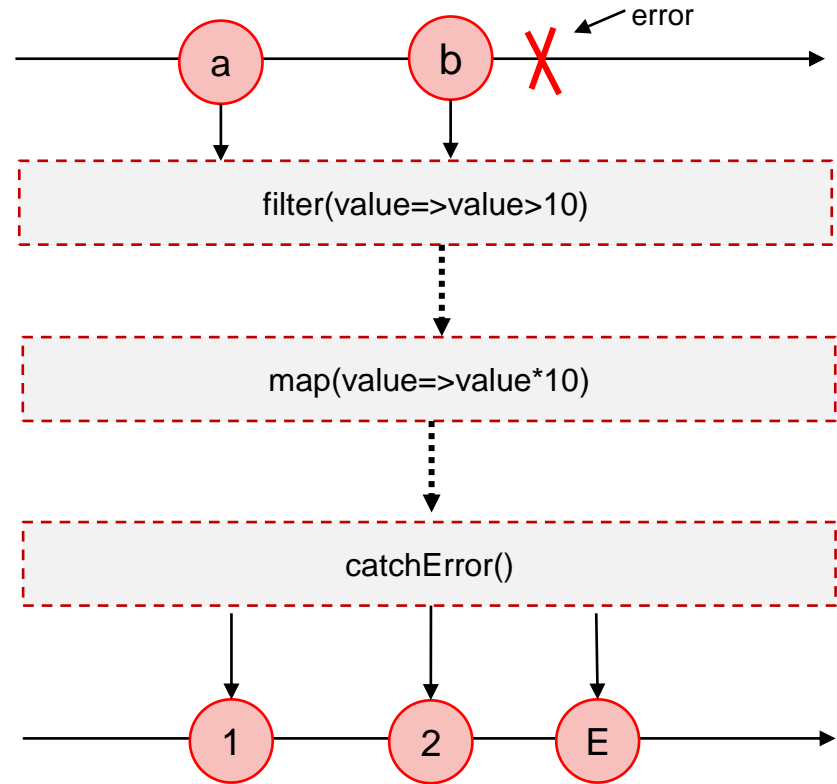 error
a
b
filter(value=>value>10)
map(value=>value*10)
catchError()
1
2
E